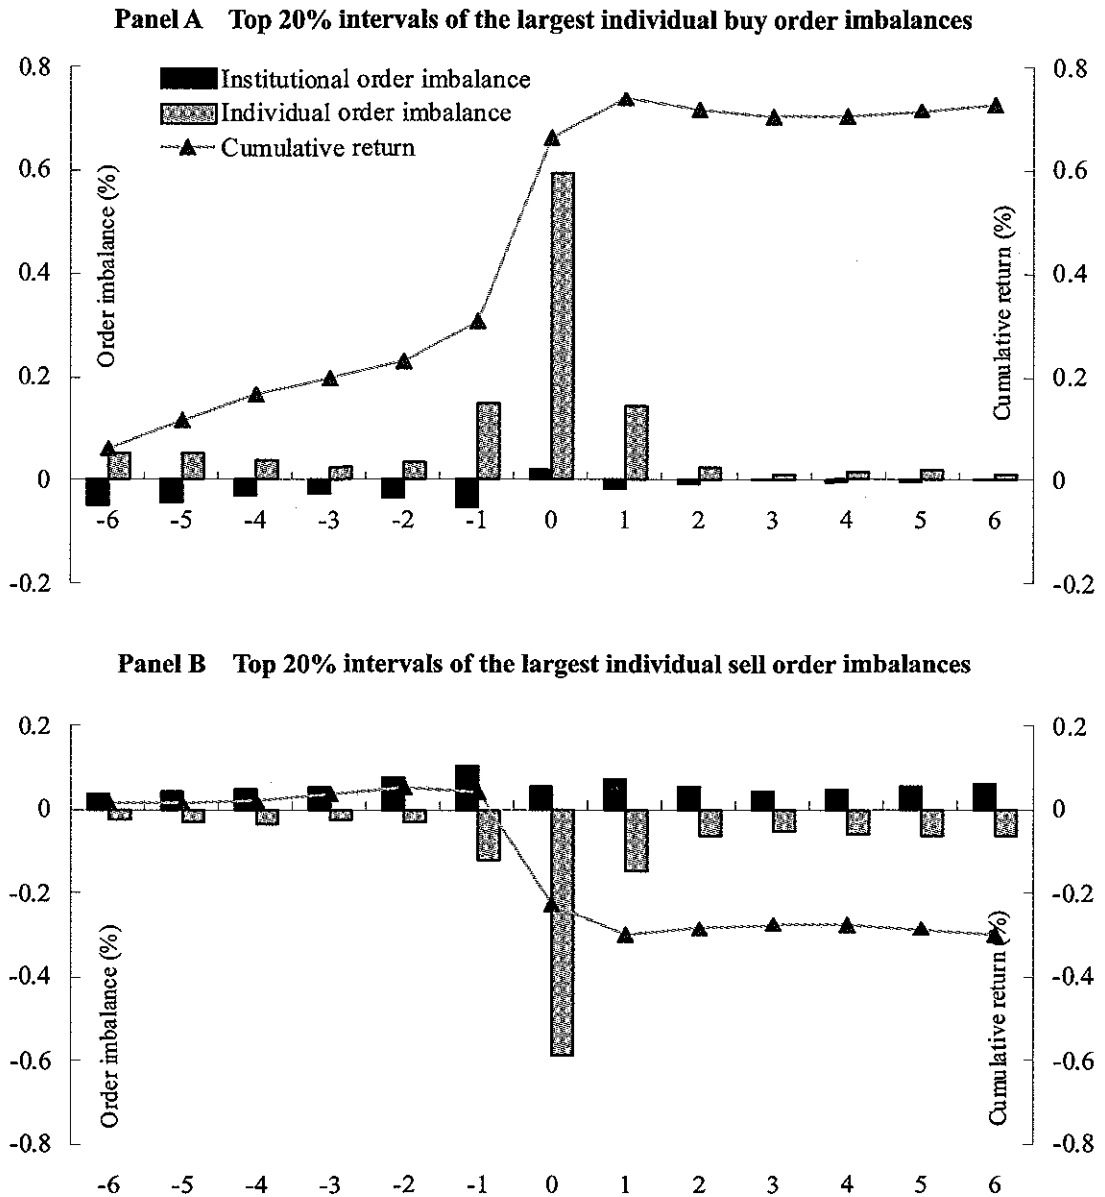 Panel A Top 20% intervals of the largest individual buy order imbalances
0.8 0.8
Institutional order imbalance
Individual order imbalance
Cumulative return
0.6 0.6
Order imbalance (%)
Cumulative return (%)
0.4 0.4
0.2 0.2
0 0
-6 -5 -4 -3 -2 -1 0 1 2 3 4 5 6
-0.2 -0.2
Panel B Top 20% intervals of the largest individual sell order imbalances
0.2 0.2
0 0
-0.2 -0.2
Order imbalance (%)
Cumulative return (%)
-0.4 -0.4
-0.6 -0.6
-0.8 -0.8
-6 -5 -4 -3 -2 -1 0 1 2 3 4 5 6